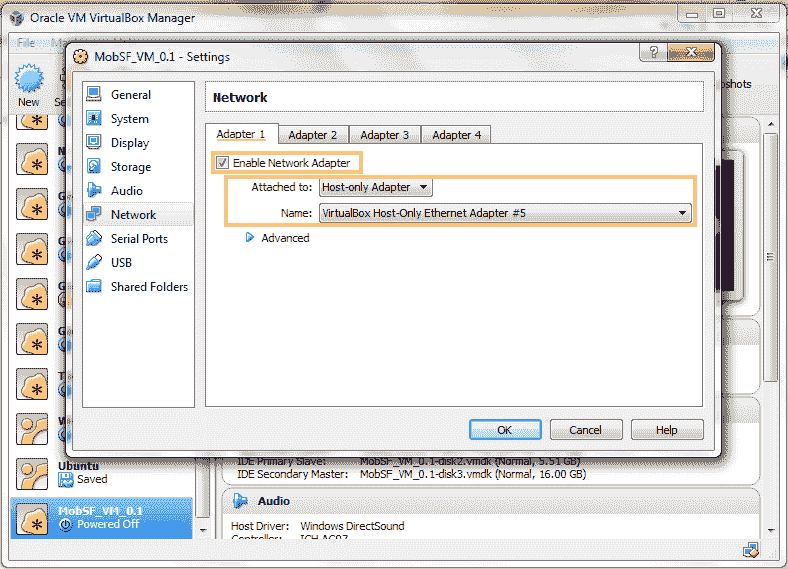 Oracle VM VirtualBox Manager
File
MobSF_VM_0.1 - Settings
New
General
System
Display
Storage
Audio
Network
Serial Ports
USB
Shared Folders
Network
Adapter 1 Adapter 2 Adapter 3 Adapter 4
Enable Network Adapter
Attached to: Host-only Adapter
Name: VirtualBox Host-Only Ethernet Adapter #5
Advanced
OK Cancel Help
Ubuntu
Saved
MobSF_VM_0.1
Powered Off
IDE Primary Slave: MobSF_VM_0.1-disk2.vmdk (Normal, 5.51 GB)
IDE Secondary Master: MobSF_VM_0.1-disk3.vmdk (Normal, 16.00 GB)
Audio
Host Driver: Windows DirectSound
Controller: ICH AC97